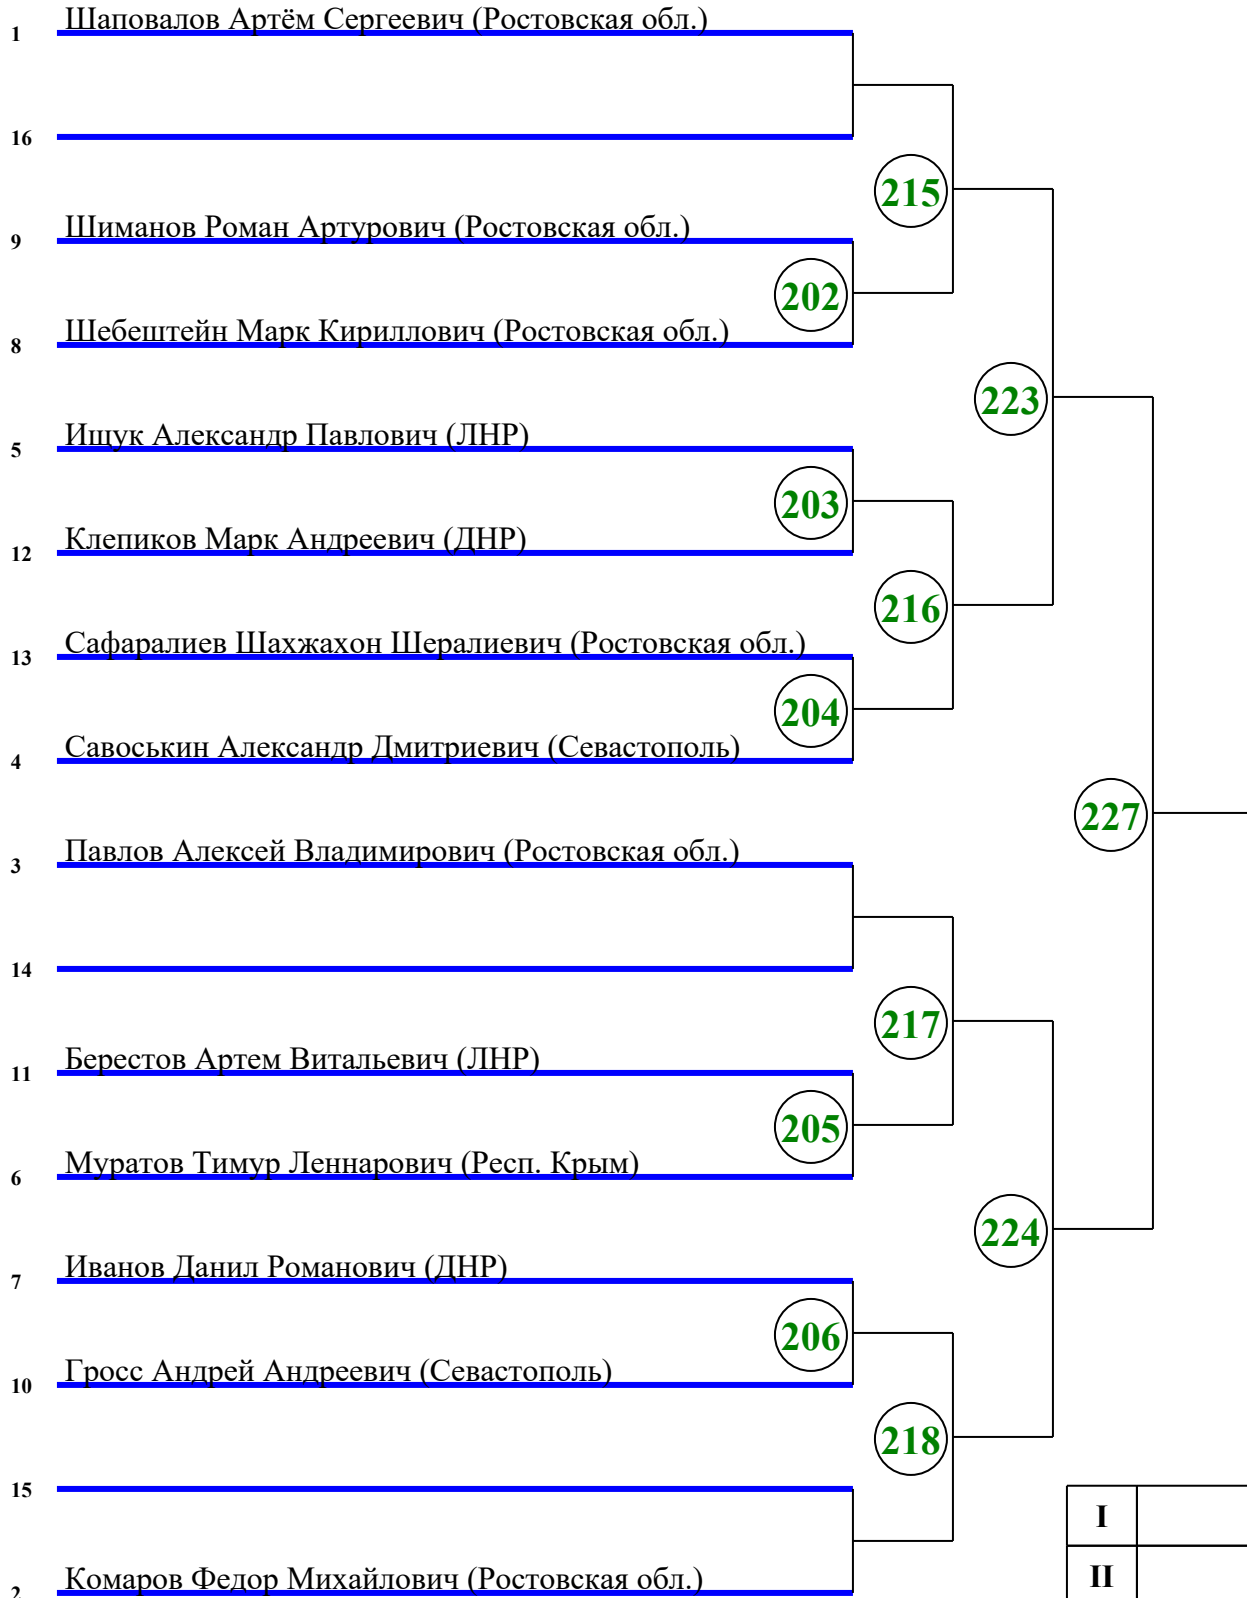 Шаповалов Артём Сергеевич (Ростовская обл.)
1
16
215
Шиманов Роман Артурович (Ростовская обл.)
9
202
Шебештейн Марк Кириллович (Ростовская обл.)
8
223
Ищук Александр Павлович (ЛНР)
5
203
Клепиков Марк Андреевич (ДНР)
12
216
Сафаралиев Шахжахон Шералиевич (Ростовская обл.)
13
204
Савоськин Александр Дмитриевич (Севастополь)
4
227
Павлов Алексей Владимирович (Ростовская обл.)
3
14
217
Берестов Артем Витальевич (ЛНР)
11
205
Муратов Тимур Леннарович (Респ. Крым)
6
224
Иванов Данил Романович (ДНР)
7
206
Гросс Андрей Андреевич (Севастополь)
10
218
15
I
Комаров Федор Михайлович (Ростовская обл.)
2
II